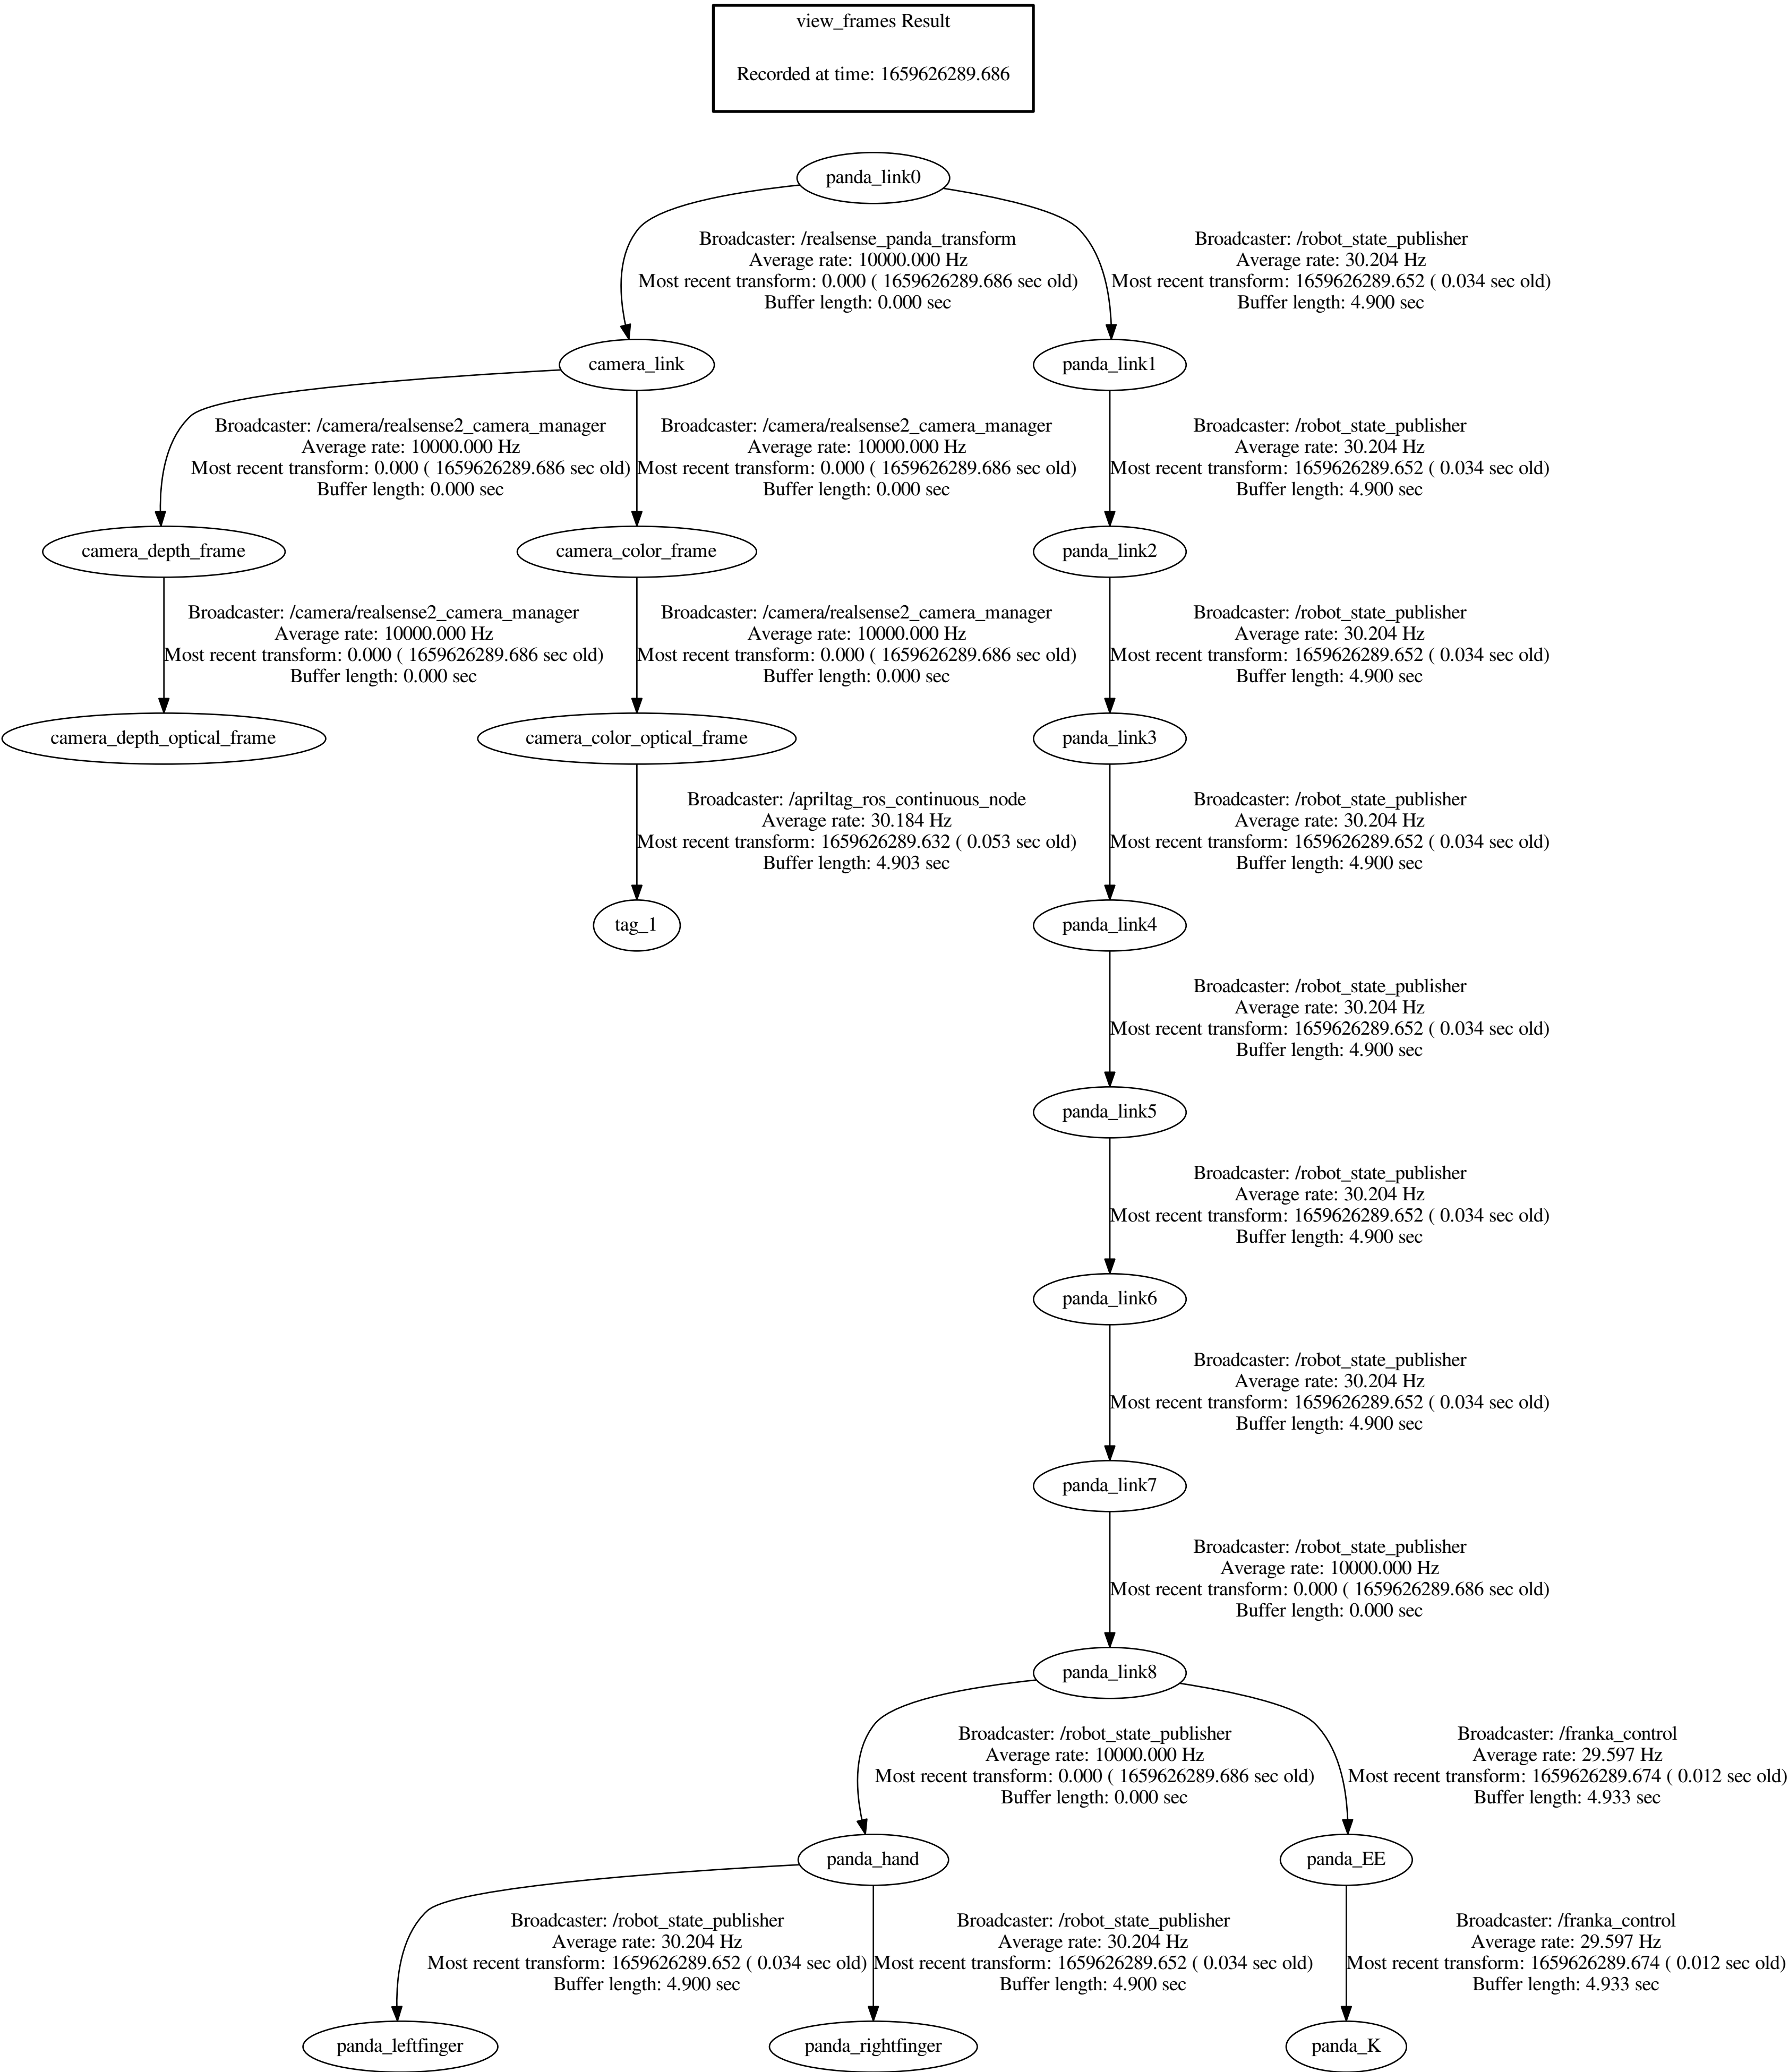 view_frames Result
Recorded at time: 1659626289.686
panda_link0
Broadcaster: /realsense_panda_transform
Average rate: 10000.000 Hz
Most recent transform: 0.000 ( 1659626289.686 sec old)
Buffer length: 0.000 sec
Broadcaster: /robot_state_publisher
Average rate: 30.204 Hz
Most recent transform: 1659626289.652 ( 0.034 sec old)
Buffer length: 4.900 sec
camera_link
panda_link1
Broadcaster: /camera/realsense2_camera_manager
Average rate: 10000.000 Hz
Most recent transform: 0.000 ( 1659626289.686 sec old)
Buffer length: 0.000 sec
Broadcaster: /camera/realsense2_camera_manager
Average rate: 10000.000 Hz
Most recent transform: 0.000 ( 1659626289.686 sec old)
Buffer length: 0.000 sec
Broadcaster: /robot_state_publisher
Average rate: 30.204 Hz
Most recent transform: 1659626289.652 ( 0.034 sec old)
Buffer length: 4.900 sec
camera_depth_frame
camera_color_frame
panda_link2
Broadcaster: /camera/realsense2_camera_manager
Average rate: 10000.000 Hz
Most recent transform: 0.000 ( 1659626289.686 sec old)
Buffer length: 0.000 sec
Broadcaster: /camera/realsense2_camera_manager
Average rate: 10000.000 Hz
Most recent transform: 0.000 ( 1659626289.686 sec old)
Buffer length: 0.000 sec
Broadcaster: /robot_state_publisher
Average rate: 30.204 Hz
Most recent transform: 1659626289.652 ( 0.034 sec old)
Buffer length: 4.900 sec
camera_depth_optical_frame
camera_color_optical_frame
panda_link3
Broadcaster: /apriltag_ros_continuous_node
Average rate: 30.184 Hz
Most recent transform: 1659626289.632 ( 0.053 sec old)
Buffer length: 4.903 sec
Broadcaster: /robot_state_publisher
Average rate: 30.204 Hz
Most recent transform: 1659626289.652 ( 0.034 sec old)
Buffer length: 4.900 sec
tag_1
panda_link4
Broadcaster: /robot_state_publisher
Average rate: 30.204 Hz
Most recent transform: 1659626289.652 ( 0.034 sec old)
Buffer length: 4.900 sec
panda_link5
Broadcaster: /robot_state_publisher
Average rate: 30.204 Hz
Most recent transform: 1659626289.652 ( 0.034 sec old)
Buffer length: 4.900 sec
panda_link6
Broadcaster: /robot_state_publisher
Average rate: 30.204 Hz
Most recent transform: 1659626289.652 ( 0.034 sec old)
Buffer length: 4.900 sec
panda_link7
Broadcaster: /robot_state_publisher
Average rate: 10000.000 Hz
Most recent transform: 0.000 ( 1659626289.686 sec old)
Buffer length: 0.000 sec
panda_link8
Broadcaster: /robot_state_publisher
Average rate: 10000.000 Hz
Most recent transform: 0.000 ( 1659626289.686 sec old)
Buffer length: 0.000 sec
Broadcaster: /franka_control
Average rate: 29.597 Hz
Most recent transform: 1659626289.674 ( 0.012 sec old)
Buffer length: 4.933 sec
panda_hand
panda_EE
Broadcaster: /robot_state_publisher
Average rate: 30.204 Hz
Most recent transform: 1659626289.652 ( 0.034 sec old)
Buffer length: 4.900 sec
Broadcaster: /robot_state_publisher
Average rate: 30.204 Hz
Most recent transform: 1659626289.652 ( 0.034 sec old)
Buffer length: 4.900 sec
Broadcaster: /franka_control
Average rate: 29.597 Hz
Most recent transform: 1659626289.674 ( 0.012 sec old)
Buffer length: 4.933 sec
panda_leftfinger
panda_rightfinger
panda_K